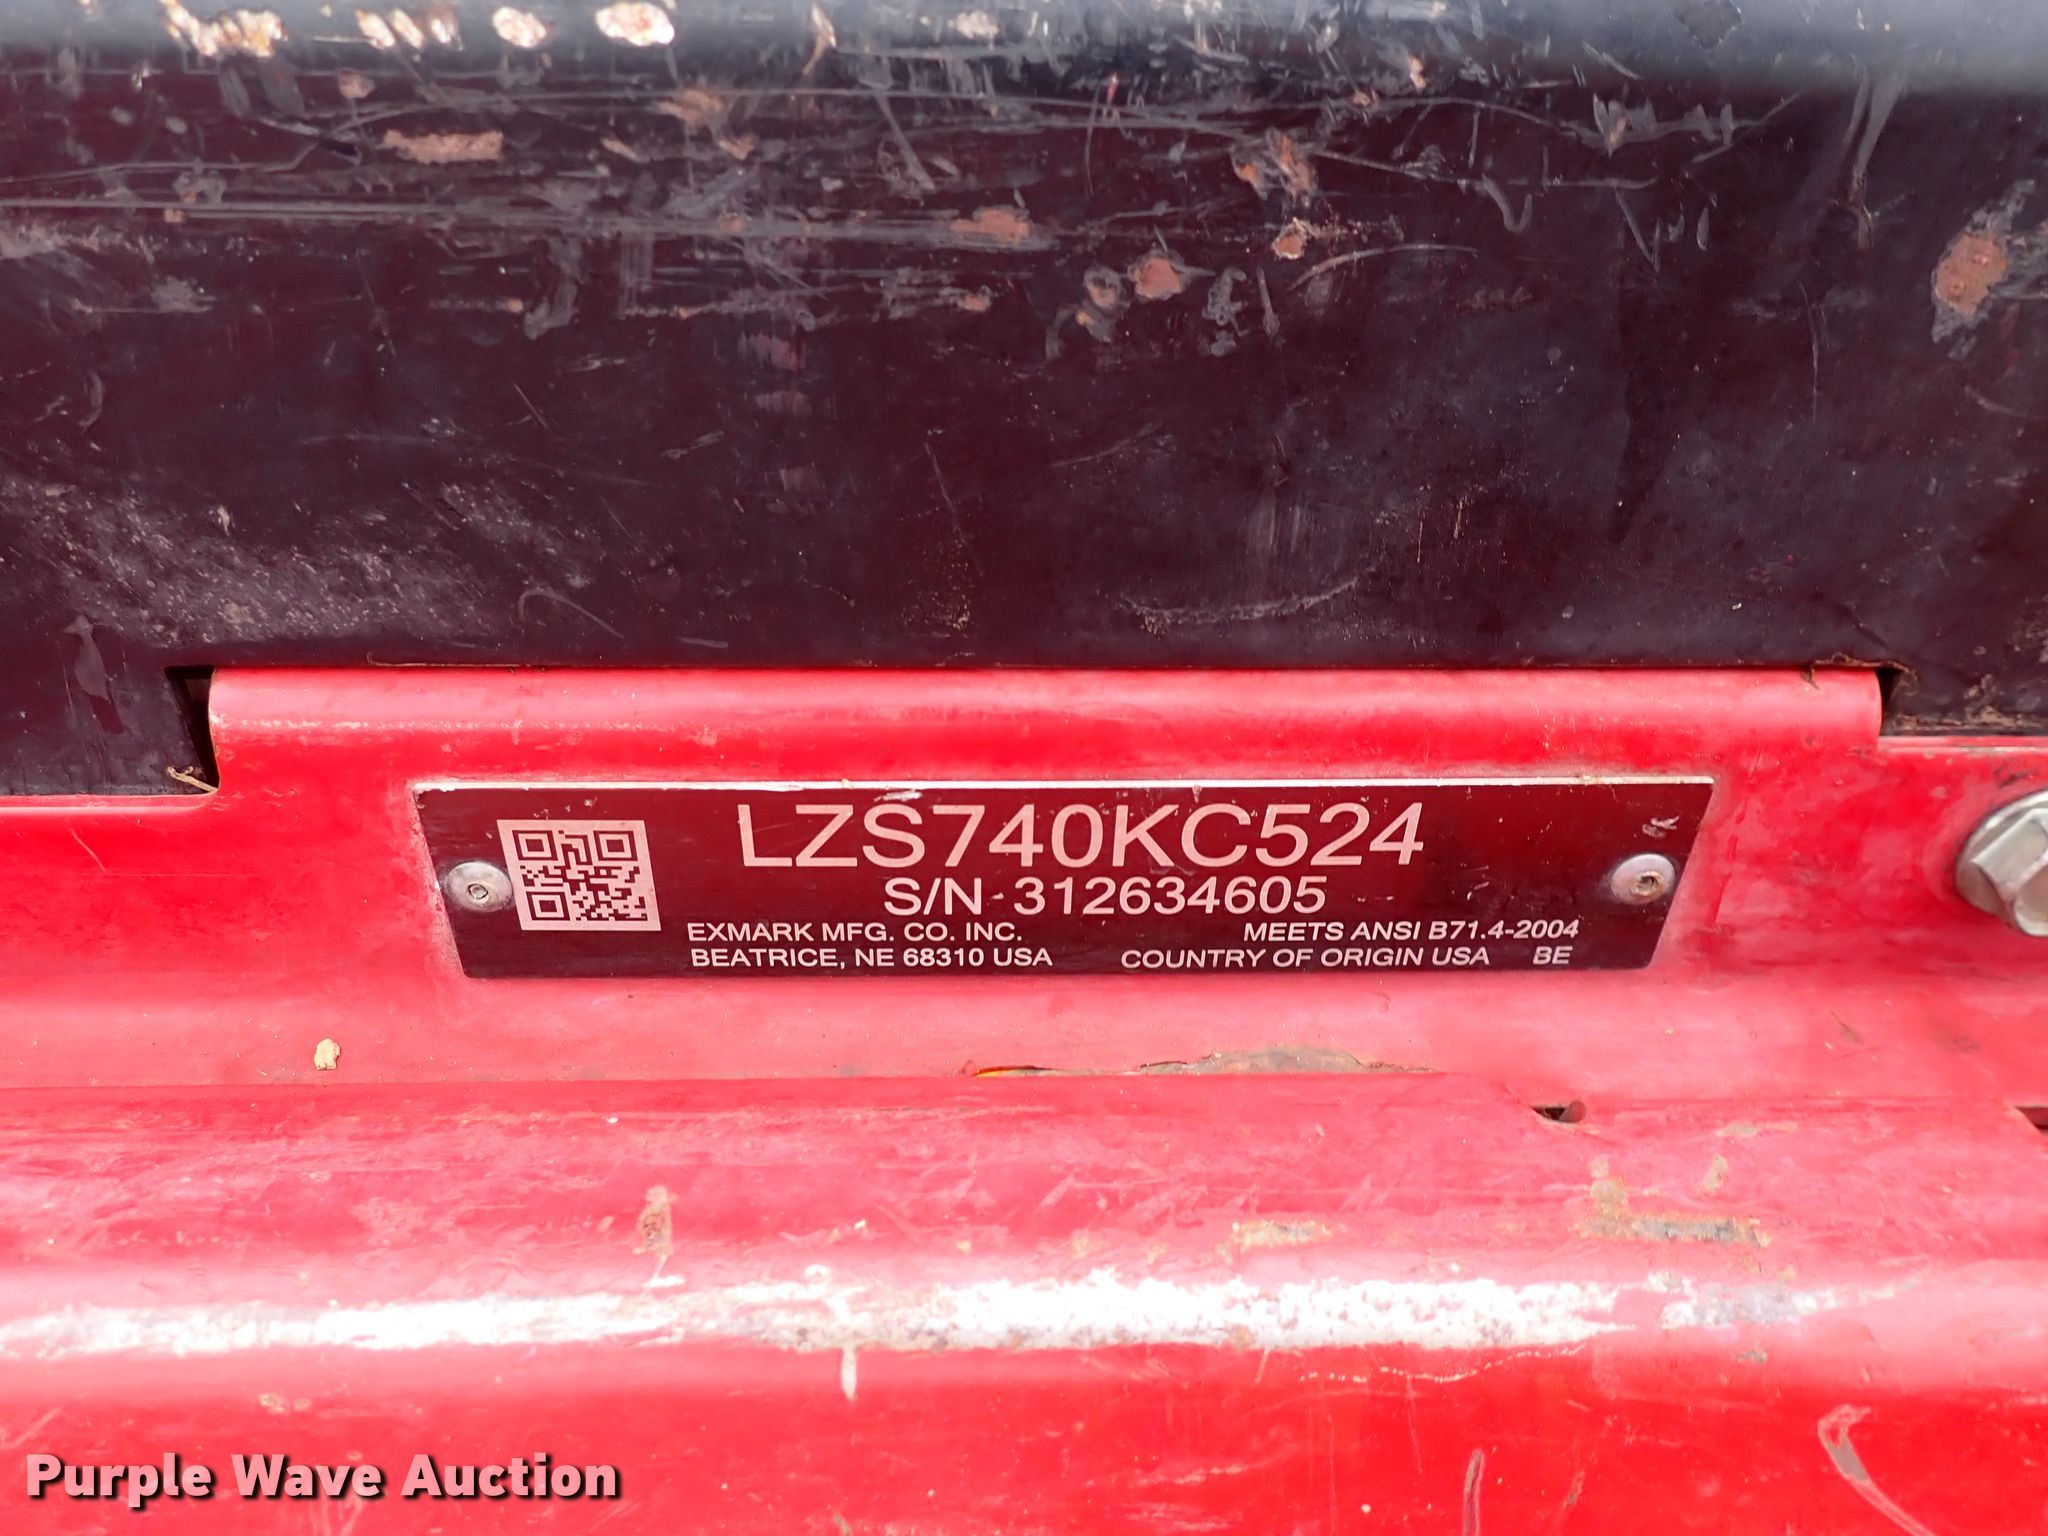 LZS740KC524
S/N 312634605
EXMARK MFG. CO. INC. MEETS ANSI B71.4-2004
BEATRICE, NE 68310 USA COUNTRY OF ORIGIN USA BE
Purple Wave Auction